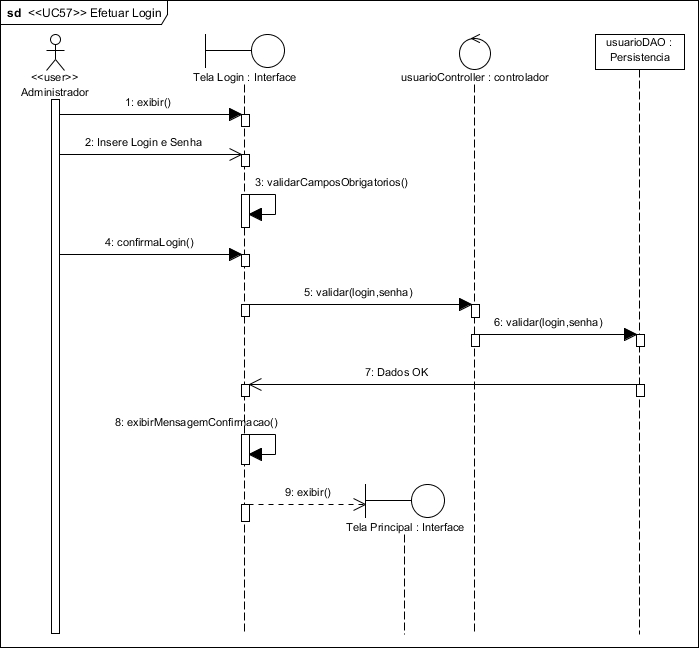 sd <<UC57>> Efetuar Login
<<user>>
Administrador
Tela Login : Interface
usuarioController : controlador
usuarioDAO :
Persistencia
1: exibir()
2: Insere Login e Senha
3: validarCamposObrigatorios()
4: confirmaLogin()
5: validar(login,senha)
6: validar(login,senha)
7: Dados OK
8: exibirMensagemConfirmacao()
9: exibir()
Tela Principal : Interface